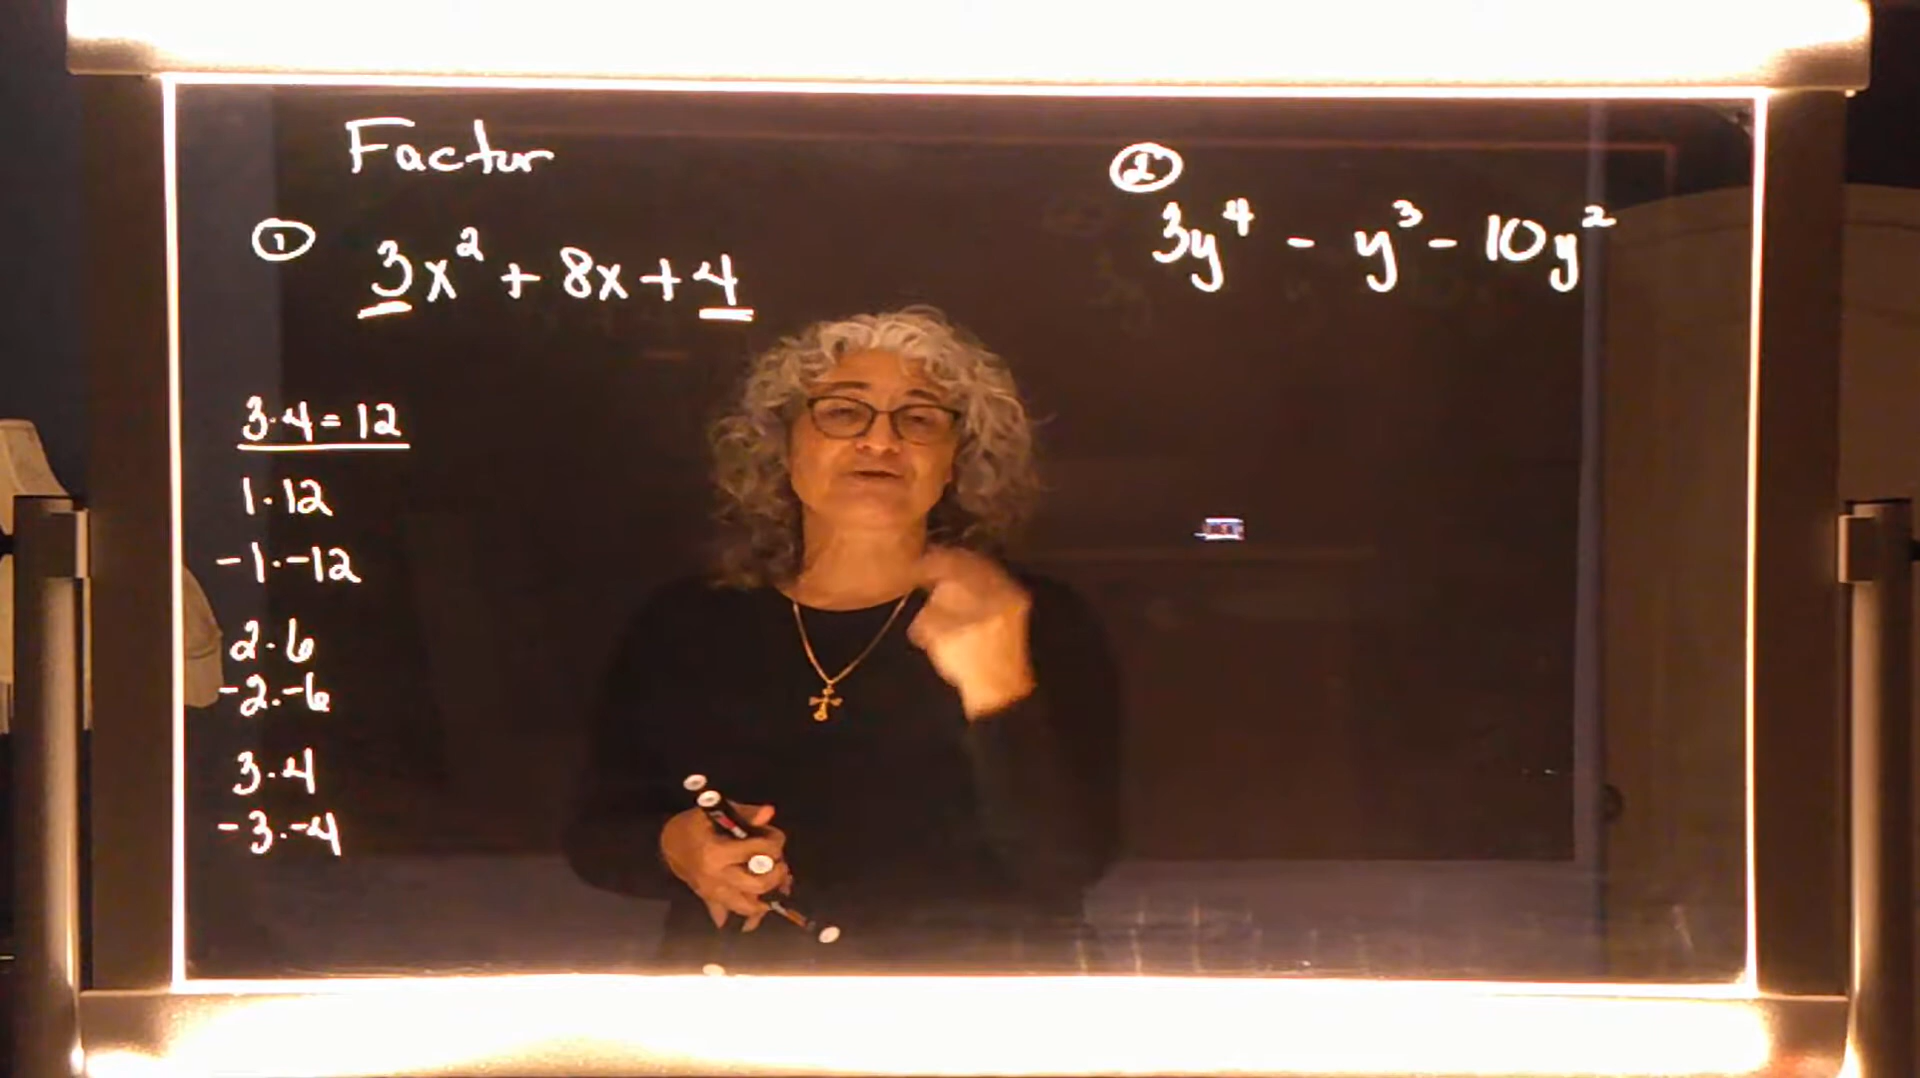 Factor
① 3x² + 8x + 4
3·4 = 12
1·12
-1·-12
2·6
-2·-6
3·4
-3·-4
②
3y⁴ - y³ - 10y²